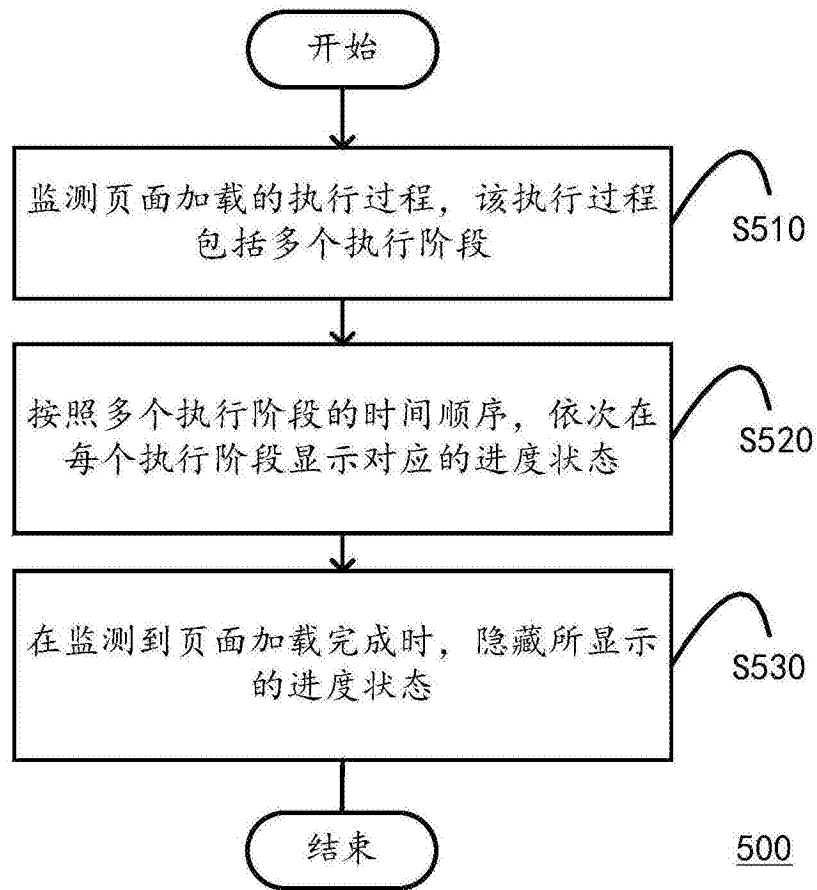 开始
监测页面加载的执行过程，该执行过程
包括多个执行阶段
S510
按照多个执行阶段的时间顺序，依次在
每个执行阶段显示对应的进度状态
S520
在监测到页面加载完成时，隐藏所显示
的进度状态
S530
结束
500